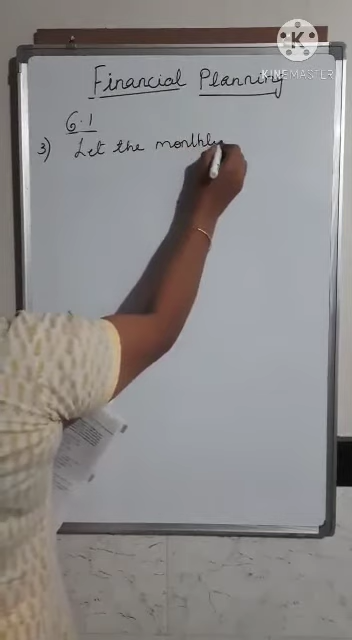 K
KINEMASTER
Financial Planning
6.1
3) Let the monthly